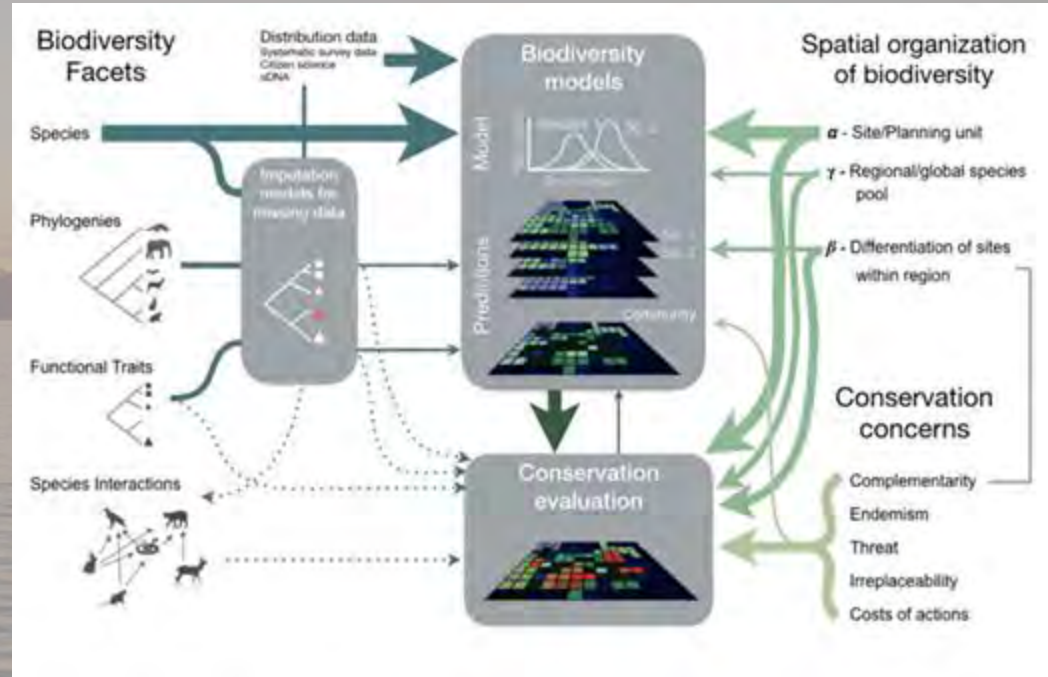 Biodiversity
Facets
Distribution data
Systematic survey data
Citizen science
eDNA
Species
Phylogenies
Functional Traits
Species Interactions
Imputation
models for
missing data
Biodiversity
models
Model
Predictions
Community
Conservation
evaluation
Spatial organization
of biodiversity
α - Site/Planning unit
γ - Regional/global species
pool
β - Differentiation of sites
within region
Conservation
concerns
Complementarity
Endemism
Threat
Irreplaceability
Costs of actions